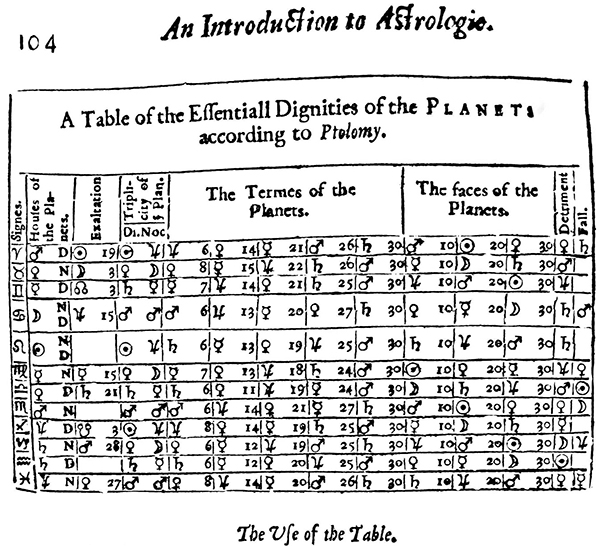 104
An Introduction to Aſtrologie.
A Table of the Eſſentiall Dignities of the PLANETS
according to Ptolomy.
Signes.
Houſes of
the Pla-
nets.
Exaltation
Tripli-
city of
Plan.
Di. Noc
The Termes of the
Planets.
The faces of the
Planets.
Detriment
Fall.
♈ ♂ D ☉ 19 ☉ ♃ ♃ 6 ♀ 14 ☿ 21 ♂ 26 ♄ 30 ♂ 10 ☉ 20 ♀ 30 ♀ ♄
♉ ♀ N ☽ 3 ♀ ☽ ♀ 8 ☿ 15 ♃ 22 ♄ 26 ♂ 30 ☿ 10 ☽ 20 ♄ 30 ♂
♊ ☿ D ☊ 3 ♄ ☿ ☿ 7 ♃ 14 ♀ 21 ♄ 25 ♂ 30 ♃ 10 ♂ 20 ☉ 30 ♃
♋ ☽ N D ♃ 15 ♂ ♂ ♂ 6 ♃ 13 ☿ 20 ♀ 27 ♄ 30 ♀ 10 ☿ 20 ☽ 30 ♄ ♂
♌ ☉ N D ☉ ♃ ♄ 6 ☿ 13 ♀ 19 ♃ 25 ♂ 30 ♄ 10 ♃ 20 ♂ 30 ♄
♍ ☿ N ☿ 15 ♀ ☽ ☿ 7 ♀ 13 ♃ 18 ♄ 24 ♂ 30 ☉ 10 ♀ 20 ☿ 30 ♃ ♀
♎ ♀ D ♄ 21 ♄ ☿ ♄ 6 ♀ 11 ♃ 19 ☿ 24 ♂ 30 ☽ 10 ♄ 20 ♃ 30 ♂ ☉
♏ ♂ N ♂ ♂ ♂ 6 ♃ 14 ♀ 21 ☿ 27 ♄ 30 ♂ 10 ☉ 20 ♀ 30 ♀ ☽
♐ ♃ D ☋ 3 ☉ ♃ ♃ 8 ♀ 14 ☿ 19 ♄ 25 ♂ 30 ☿ 10 ☽ 20 ♄ 30 ☿
♑ ♄ N ♂ 28 ♀ ☽ ♀ 6 ☿ 12 ♃ 19 ♂ 25 ♄ 30 ♃ 10 ♂ 20 ☉ 30 ☽ ♃
♒ ♄ D ♄ ☿ ♄ 6 ☿ 12 ♀ 20 ♃ 25 ♂ 30 ♀ 10 ☿ 20 ☽ 30 ☉
♓ ♃ N ♀ 27 ♂ ♂ ♀ 8 ♃ 14 ☿ 20 ♂ 26 ♄ 30 ♄ 10 ♃ 20 ♂ 30 ☿ ☿
The Uſe of the Table.